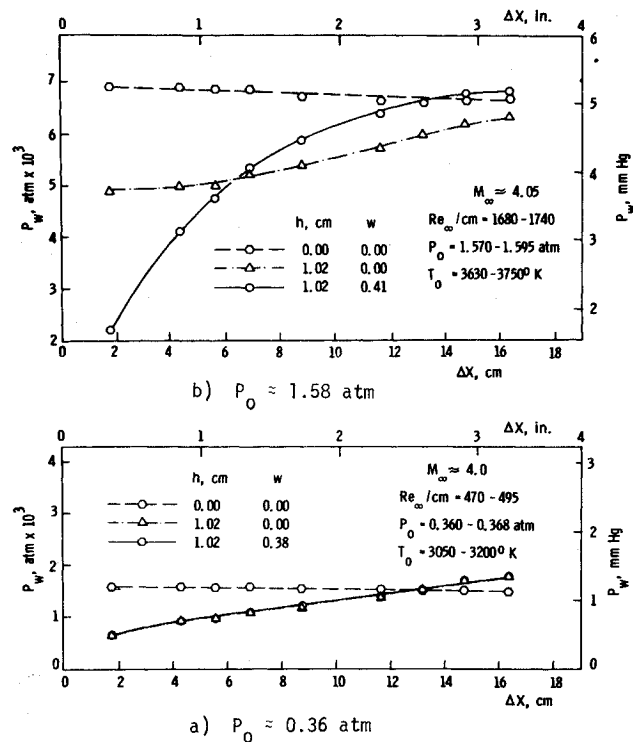 ΔX, in.
0 1 2 3 4
7
6
5
4
3
2
P_w, atm x 10^3
6
5
4
3
2
P_w, mm Hg
M_∞ ≈ 4.05
h, cm w Re_∞/cm = 1680 -1740
0.00 0.00 P_o = 1.570 -1.595 atm
1.02 0.00 T_o = 3630 -3750° K
1.02 0.41
0 2 4 6 8 10 12 14 16 18
ΔX, cm
b) P_O ≈ 1.58 atm
ΔX, in.
0 1 2 3 4
4
3
2
1
0
P_w, atm x 10^3
3
2
1
0
P_w, mm Hg
h, cm w M_∞ ≈ 4.0
0.00 0.00 Re_∞/cm = 470 - 495
1.02 0.00 P_o = 0.360 - 0.368 atm
1.02 0.38 T_o = 3050 - 3200° K
0 2 4 6 8 10 12 14 16 18
ΔX, cm
a) P_O ≈ 0.36 atm